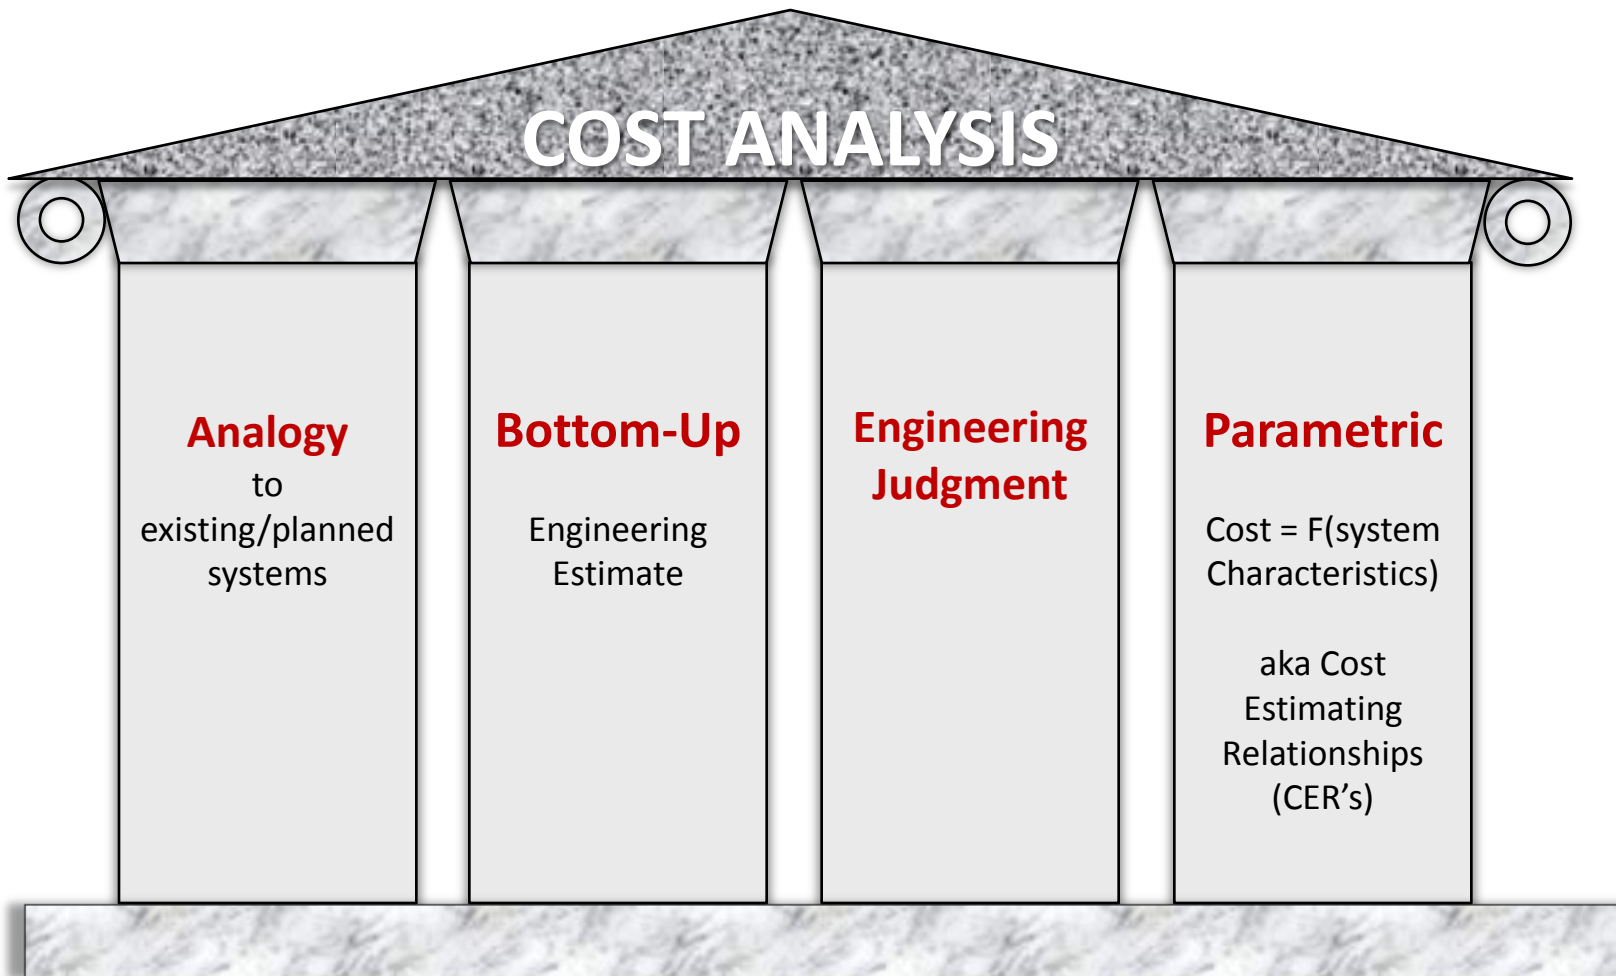 COST ANALYSIS
Analogy
to
existing/planned
systems
Bottom-Up
Engineering
Estimate
Engineering
Judgment
Parametric
Cost = F(system
Characteristics)
aka Cost
Estimating
Relationships
(CER’s)